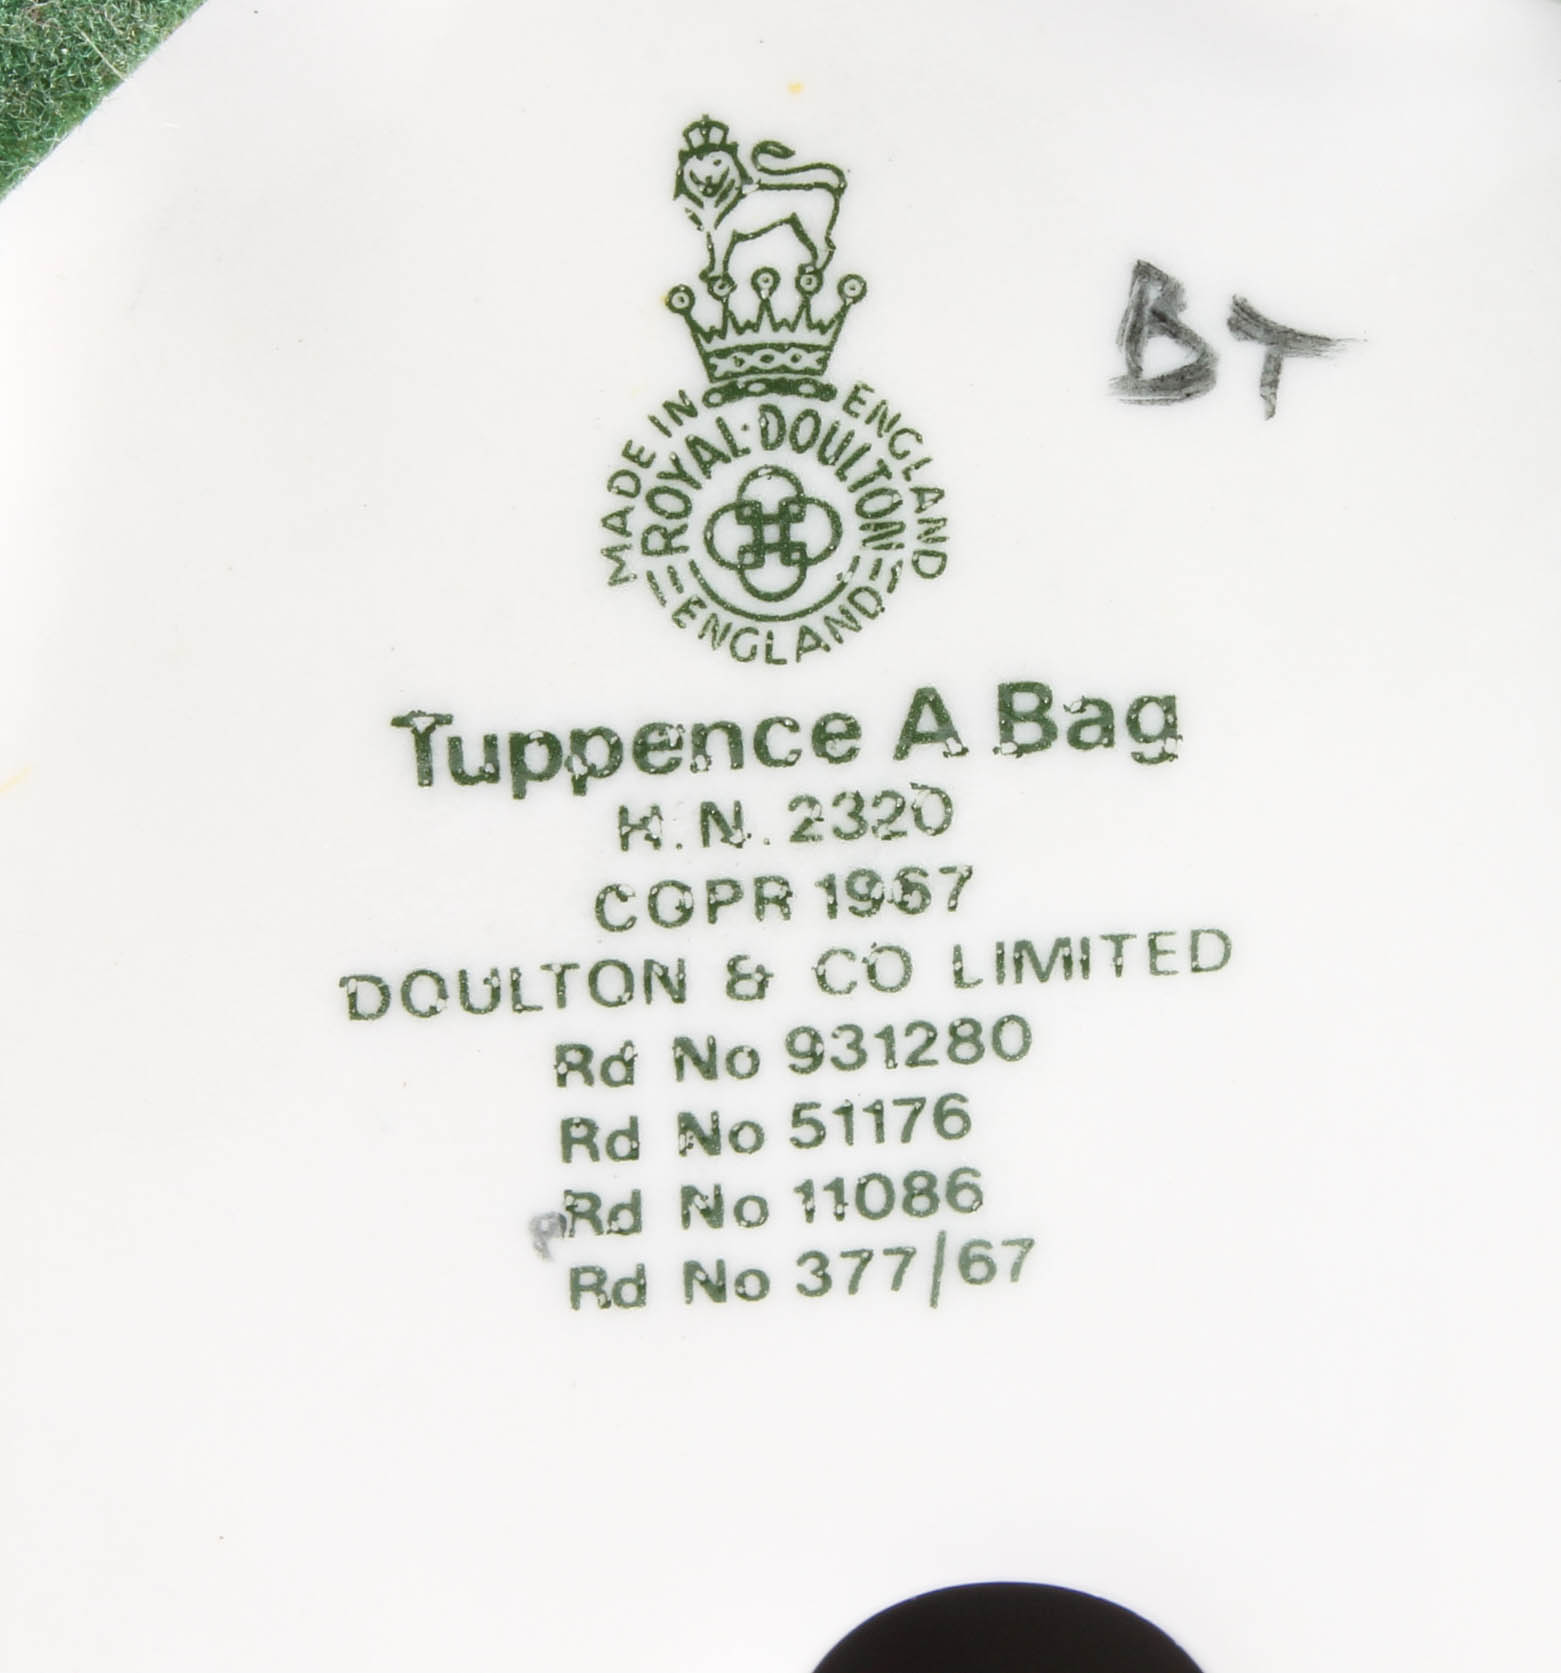 BT
MADE IN ENGLAND
ROYAL·DOULTON
ENGLAND
Tuppence A Bag
H.N. 2320
COPR 1967
DOULTON & CO LIMITED
Rd No 931280
Rd No 51176
P
Rd No 11086
Rd No 377/67